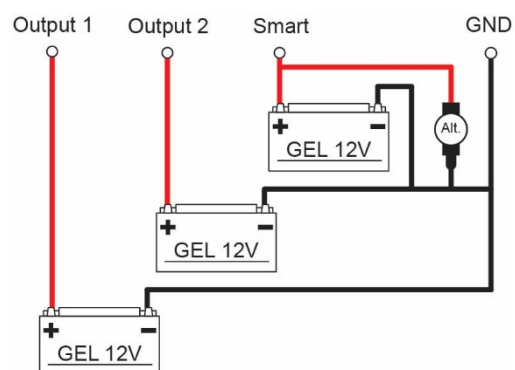 Output 1 Output 2 Smart GND
Alt.
+ −
GEL 12V
+ −
GEL 12V
+ −
GEL 12V